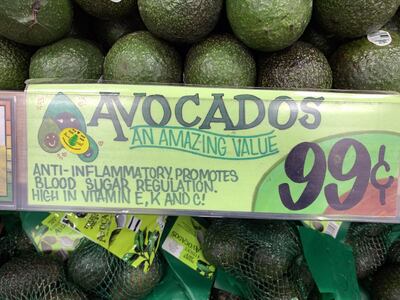 AVOCADOS
AN AMAZING VALUE
ANTI-INFLAMMATORY, PROMOTES
BLOOD SUGAR REGULATION.
HIGH IN VITAMIN E, K AND C!
99¢